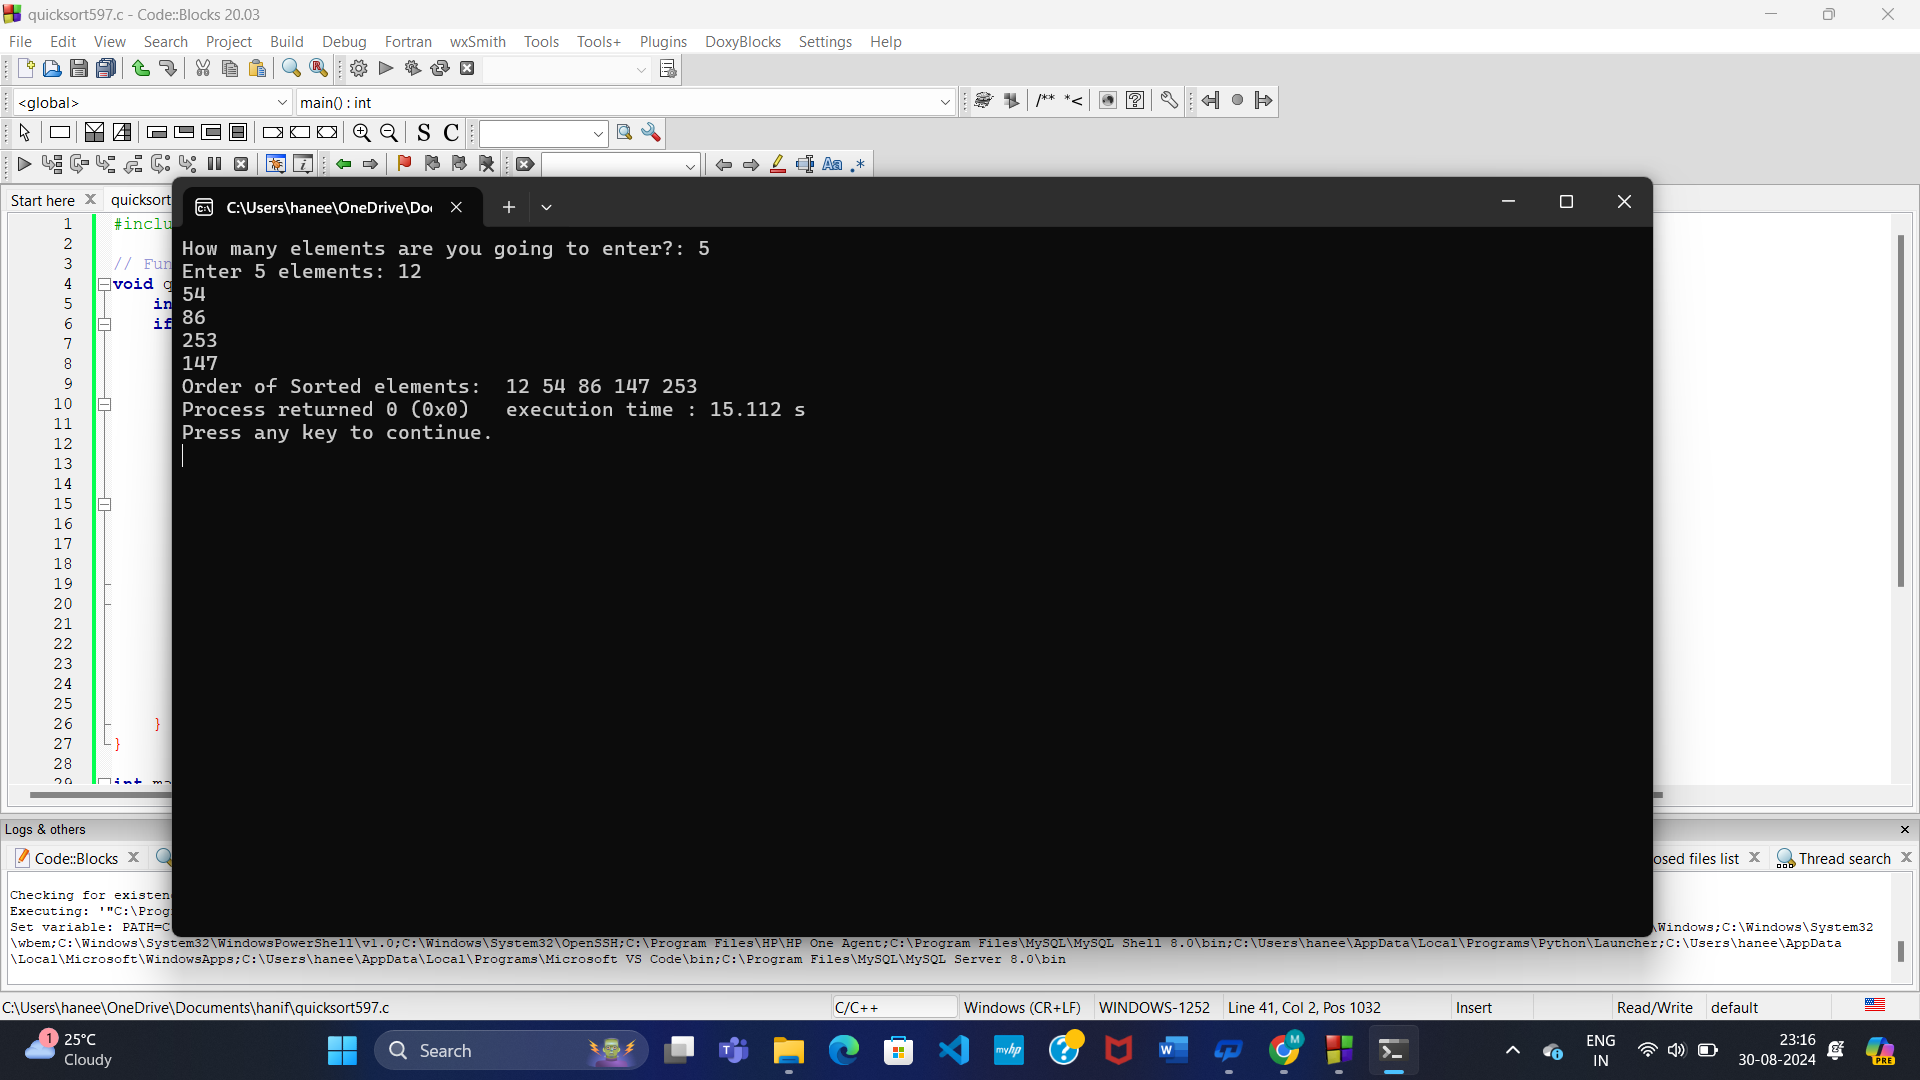 quicksort597.c - Code::Blocks 20.03
File Edit View Search Project Build Debug Fortran wxSmith Tools Tools+ Plugins DoxyBlocks Settings Help
<global> main() : int
/** *<
S C
Aa .*
Start here quicksort
C:\Users\hanee\OneDrive\Do
How many elements are you going to enter?: 5
Enter 5 elements: 12
54
86
253
147
Order of Sorted elements:  12 54 86 147 253
Process returned 0 (0x0)   execution time : 15.112 s
Press any key to continue.
1 #inclu
2
3 // Fun
4 void q
5 in
6 if
7
8
9
10
11
12
13
14
15
16
17
18
19
20
21
22
23
24
25
26 }
27 }
28
29 int ma
Logs & others
Code::Blocks osed files list Thread search
Checking for existen
Executing: '"C:\Prog
Set variable: PATH=C \Windows;C:\Windows\System32
\wbem;C:\Windows\System32\WindowsPowerShell\v1.0;C:\Windows\System32\OpenSSH;C:\Program Files\HP\HP One Agent;C:\Program Files\MySQL\MySQL Shell 8.0\bin;C:\Users\hanee\AppData\Local\Programs\Python\Launcher;C:\Users\hanee\AppData
\Local\Microsoft\WindowsApps;C:\Users\hanee\AppData\Local\Programs\Microsoft VS Code\bin;C:\Program Files\MySQL\MySQL Server 8.0\bin
C:\Users\hanee\OneDrive\Documents\hanif\quicksort597.c C/C++ Windows (CR+LF) WINDOWS-1252 Line 41, Col 2, Pos 1032 Insert Read/Write default
1 25°C
Cloudy
Search
myhp
M
ENG
IN
23:16
30-08-2024
PRE